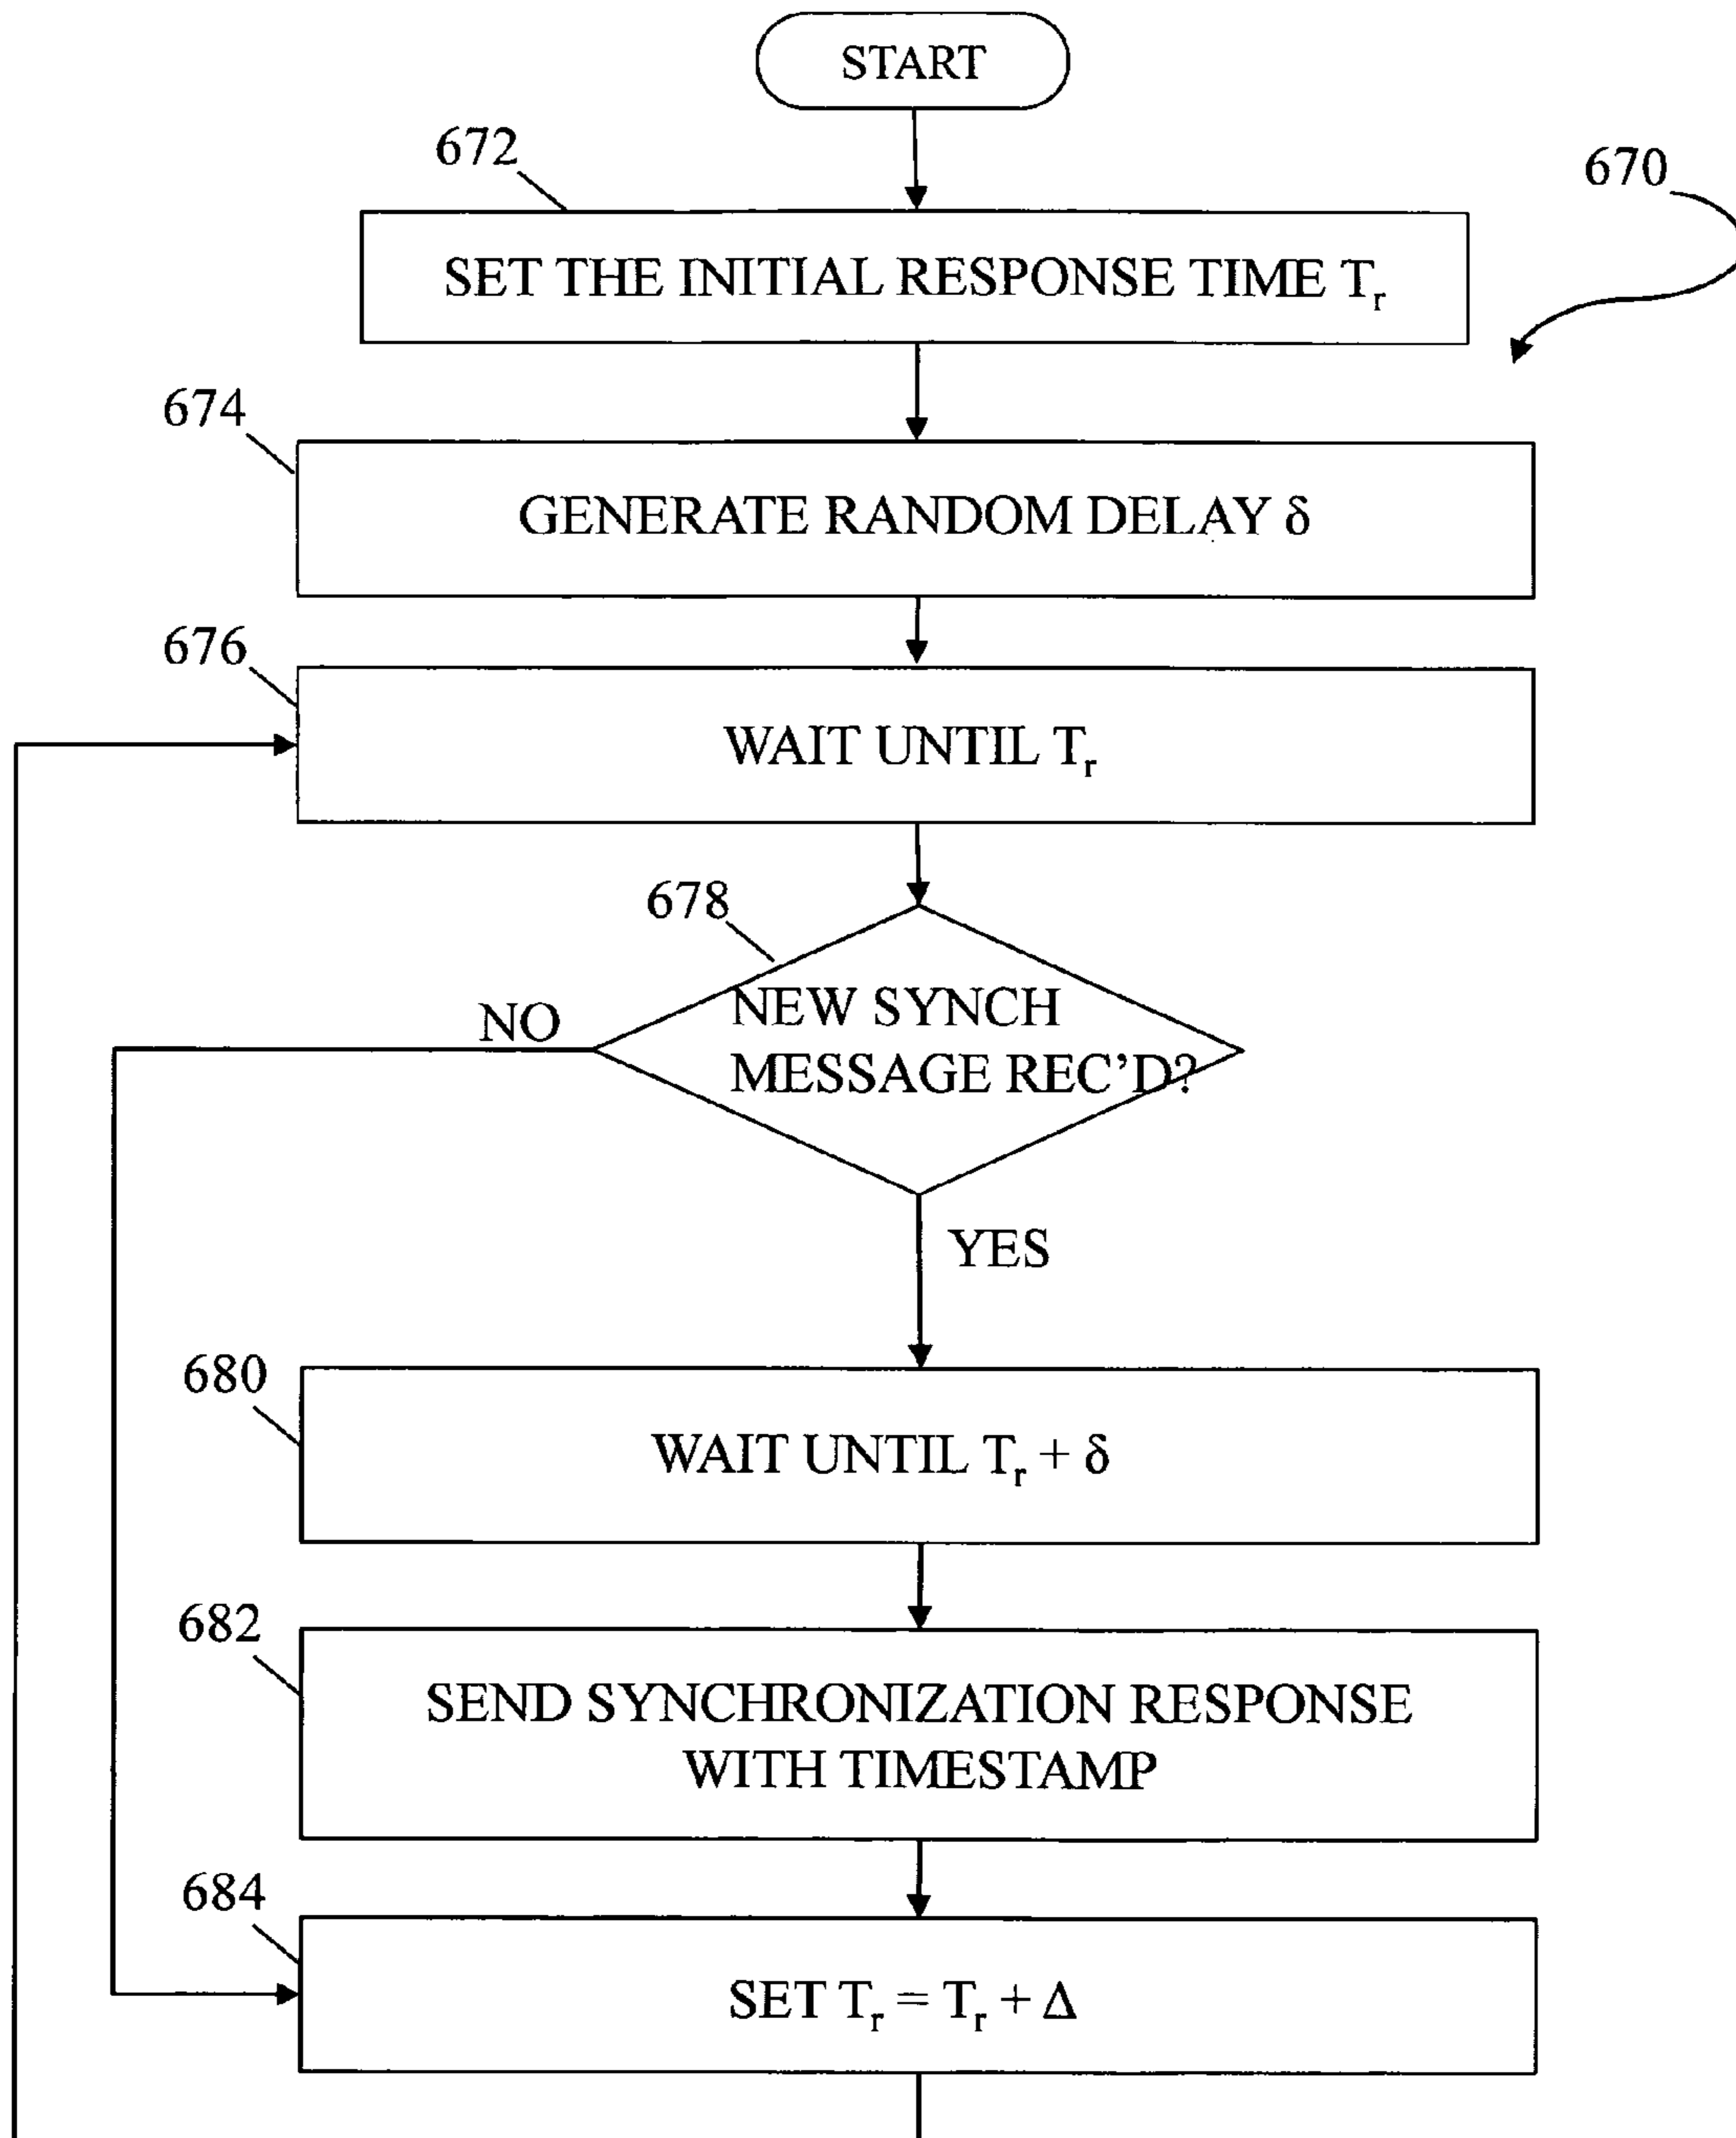 START
672
670
SET THE INITIAL RESPONSE TIME Tᵣ
674
GENERATE RANDOM DELAY δ
676
WAIT UNTIL Tᵣ
678
NO
NEW SYNCH
MESSAGE REC’D?
YES
680
WAIT UNTIL Tᵣ + δ
682
SEND SYNCHRONIZATION RESPONSE
WITH TIMESTAMP
684
SET Tᵣ = Tᵣ + Δ